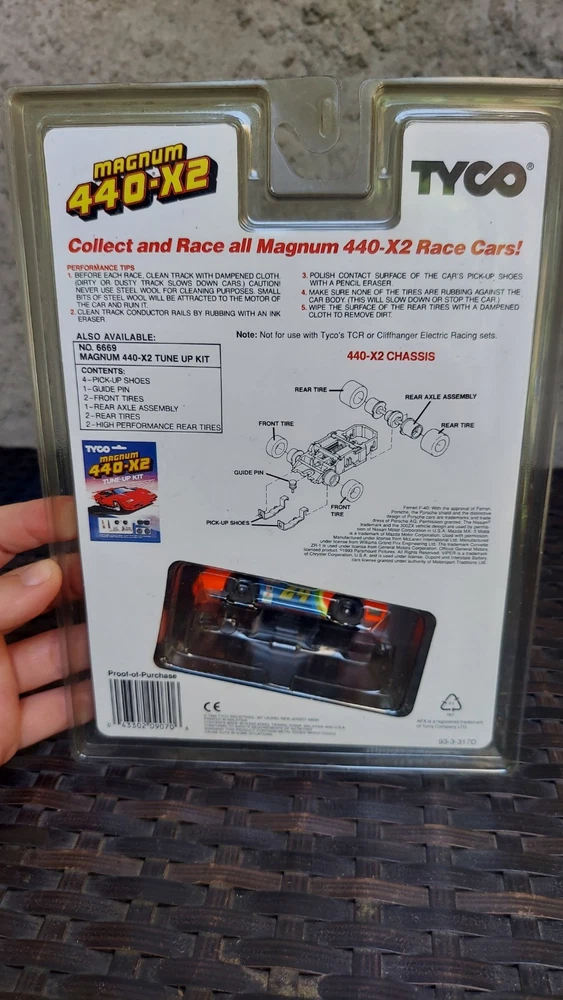 MAGNUM
440-X2
TYCO®
Collect and Race all Magnum 440-X2 Race Cars!
PERFORMANCE TIPS
1. BEFORE EACH RACE, CLEAN TRACK WITH DAMPENED CLOTH.
(DIRTY OR DUSTY TRACK SLOWS DOWN CARS.) CAUTION!
NEVER USE STEEL WOOL FOR CLEANING PURPOSES. SMALL
BITS OF STEEL WOOL WILL BE ATTRACTED TO THE MOTOR OF
THE CAR AND RUIN IT.
2. CLEAN TRACK CONDUCTOR RAILS BY RUBBING WITH AN INK
ERASER.
3. POLISH CONTACT SURFACE OF THE CAR'S PICK-UP SHOES
WITH A PENCIL ERASER.
4. MAKE SURE NONE OF THE TIRES ARE RUBBING AGAINST THE
CAR BODY. (THIS WILL SLOW DOWN OR STOP THE CAR.)
5. WIPE THE SURFACE OF THE REAR TIRES WITH A DAMPENED
CLOTH TO REMOVE DIRT.
Note: Not for use with Tyco's TCR or Cliffhanger Electric Racing sets.
ALSO AVAILABLE:
NO. 6669
MAGNUM 440-X2 TUNE UP KIT
CONTENTS:
4-PICK-UP SHOES
1-GUIDE PIN
2-FRONT TIRES
1-REAR AXLE ASSEMBLY
2-REAR TIRES
2-HIGH PERFORMANCE REAR TIRES
440-X2 CHASSIS
REAR TIRE
REAR AXLE ASSEMBLY
REAR TIRE
FRONT TIRE
GUIDE PIN
FRONT
TIRE
PICK-UP SHOES
TYCO
MAGNUM
440-X2
TUNE-UP KIT
Proof-of-Purchase
CE